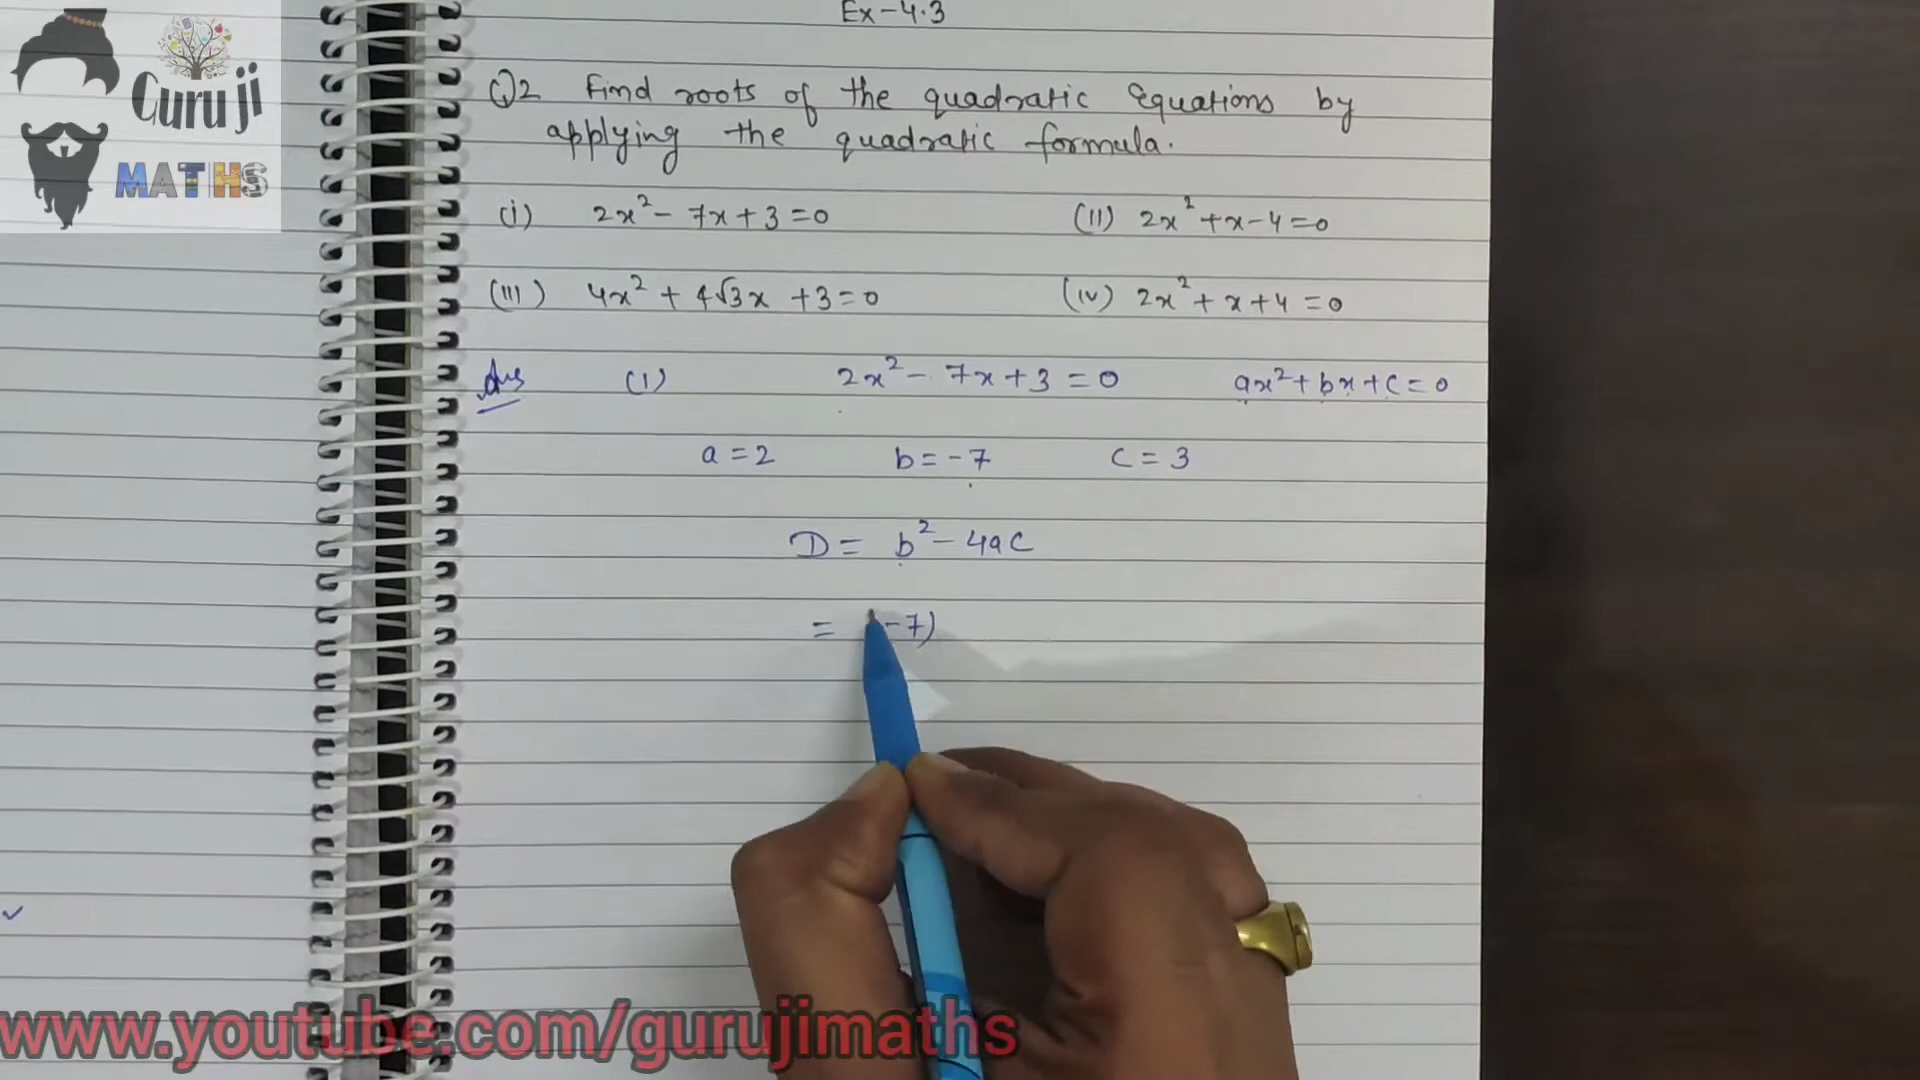 Guruji
MATHS
Ex-4.3
Q2 Find roots of the quadratic Equations by
applying the quadratic formula.
(i) 2x² - 7x + 3 = 0 (II) 2x² + x - 4 = 0
(III) 4x² + 4√3x + 3 = 0 (IV) 2x² + x + 4 = 0
Ans (1) 2x² - 7x + 3 = 0 ax² + bx + c = 0
a = 2 b = -7 c = 3
D = b² - 4ac
= -7)
www.youtube.com/gurujimaths